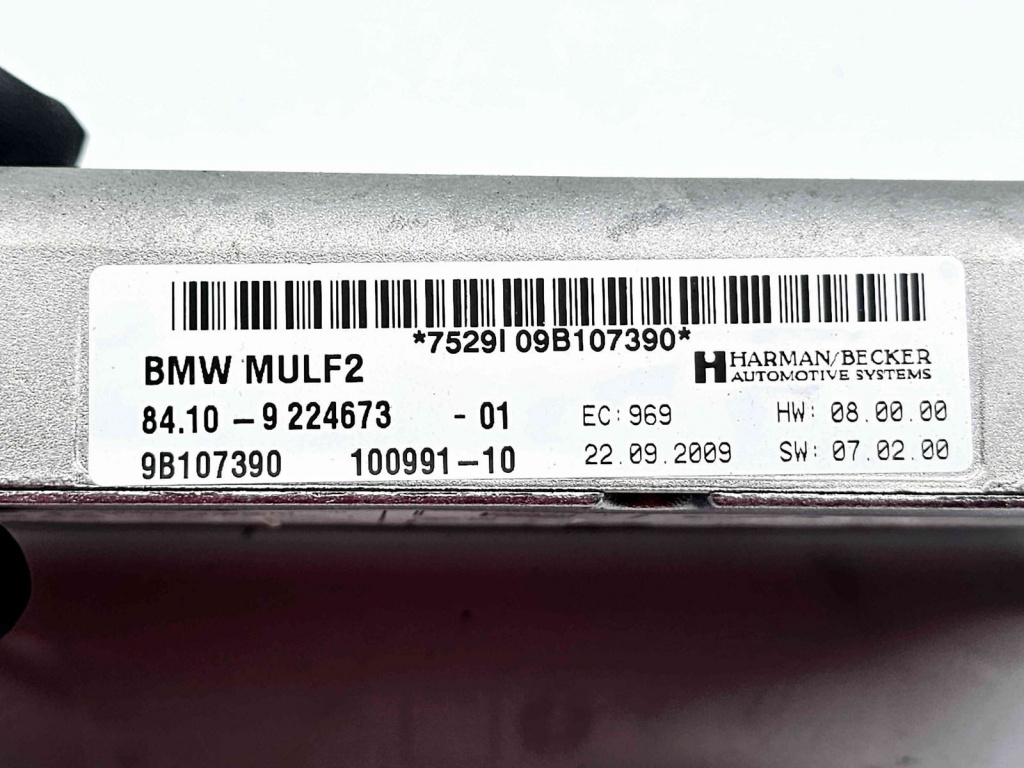 *7529I 09B107390*
BMW MULF2
HARMAN/BECKER
AUTOMOTIVE SYSTEMS
84.10 - 9 224673 - 01 EC: 969 HW: 08.00.00
9B107390 100991-10 22.09.2009 SW: 07.02.00